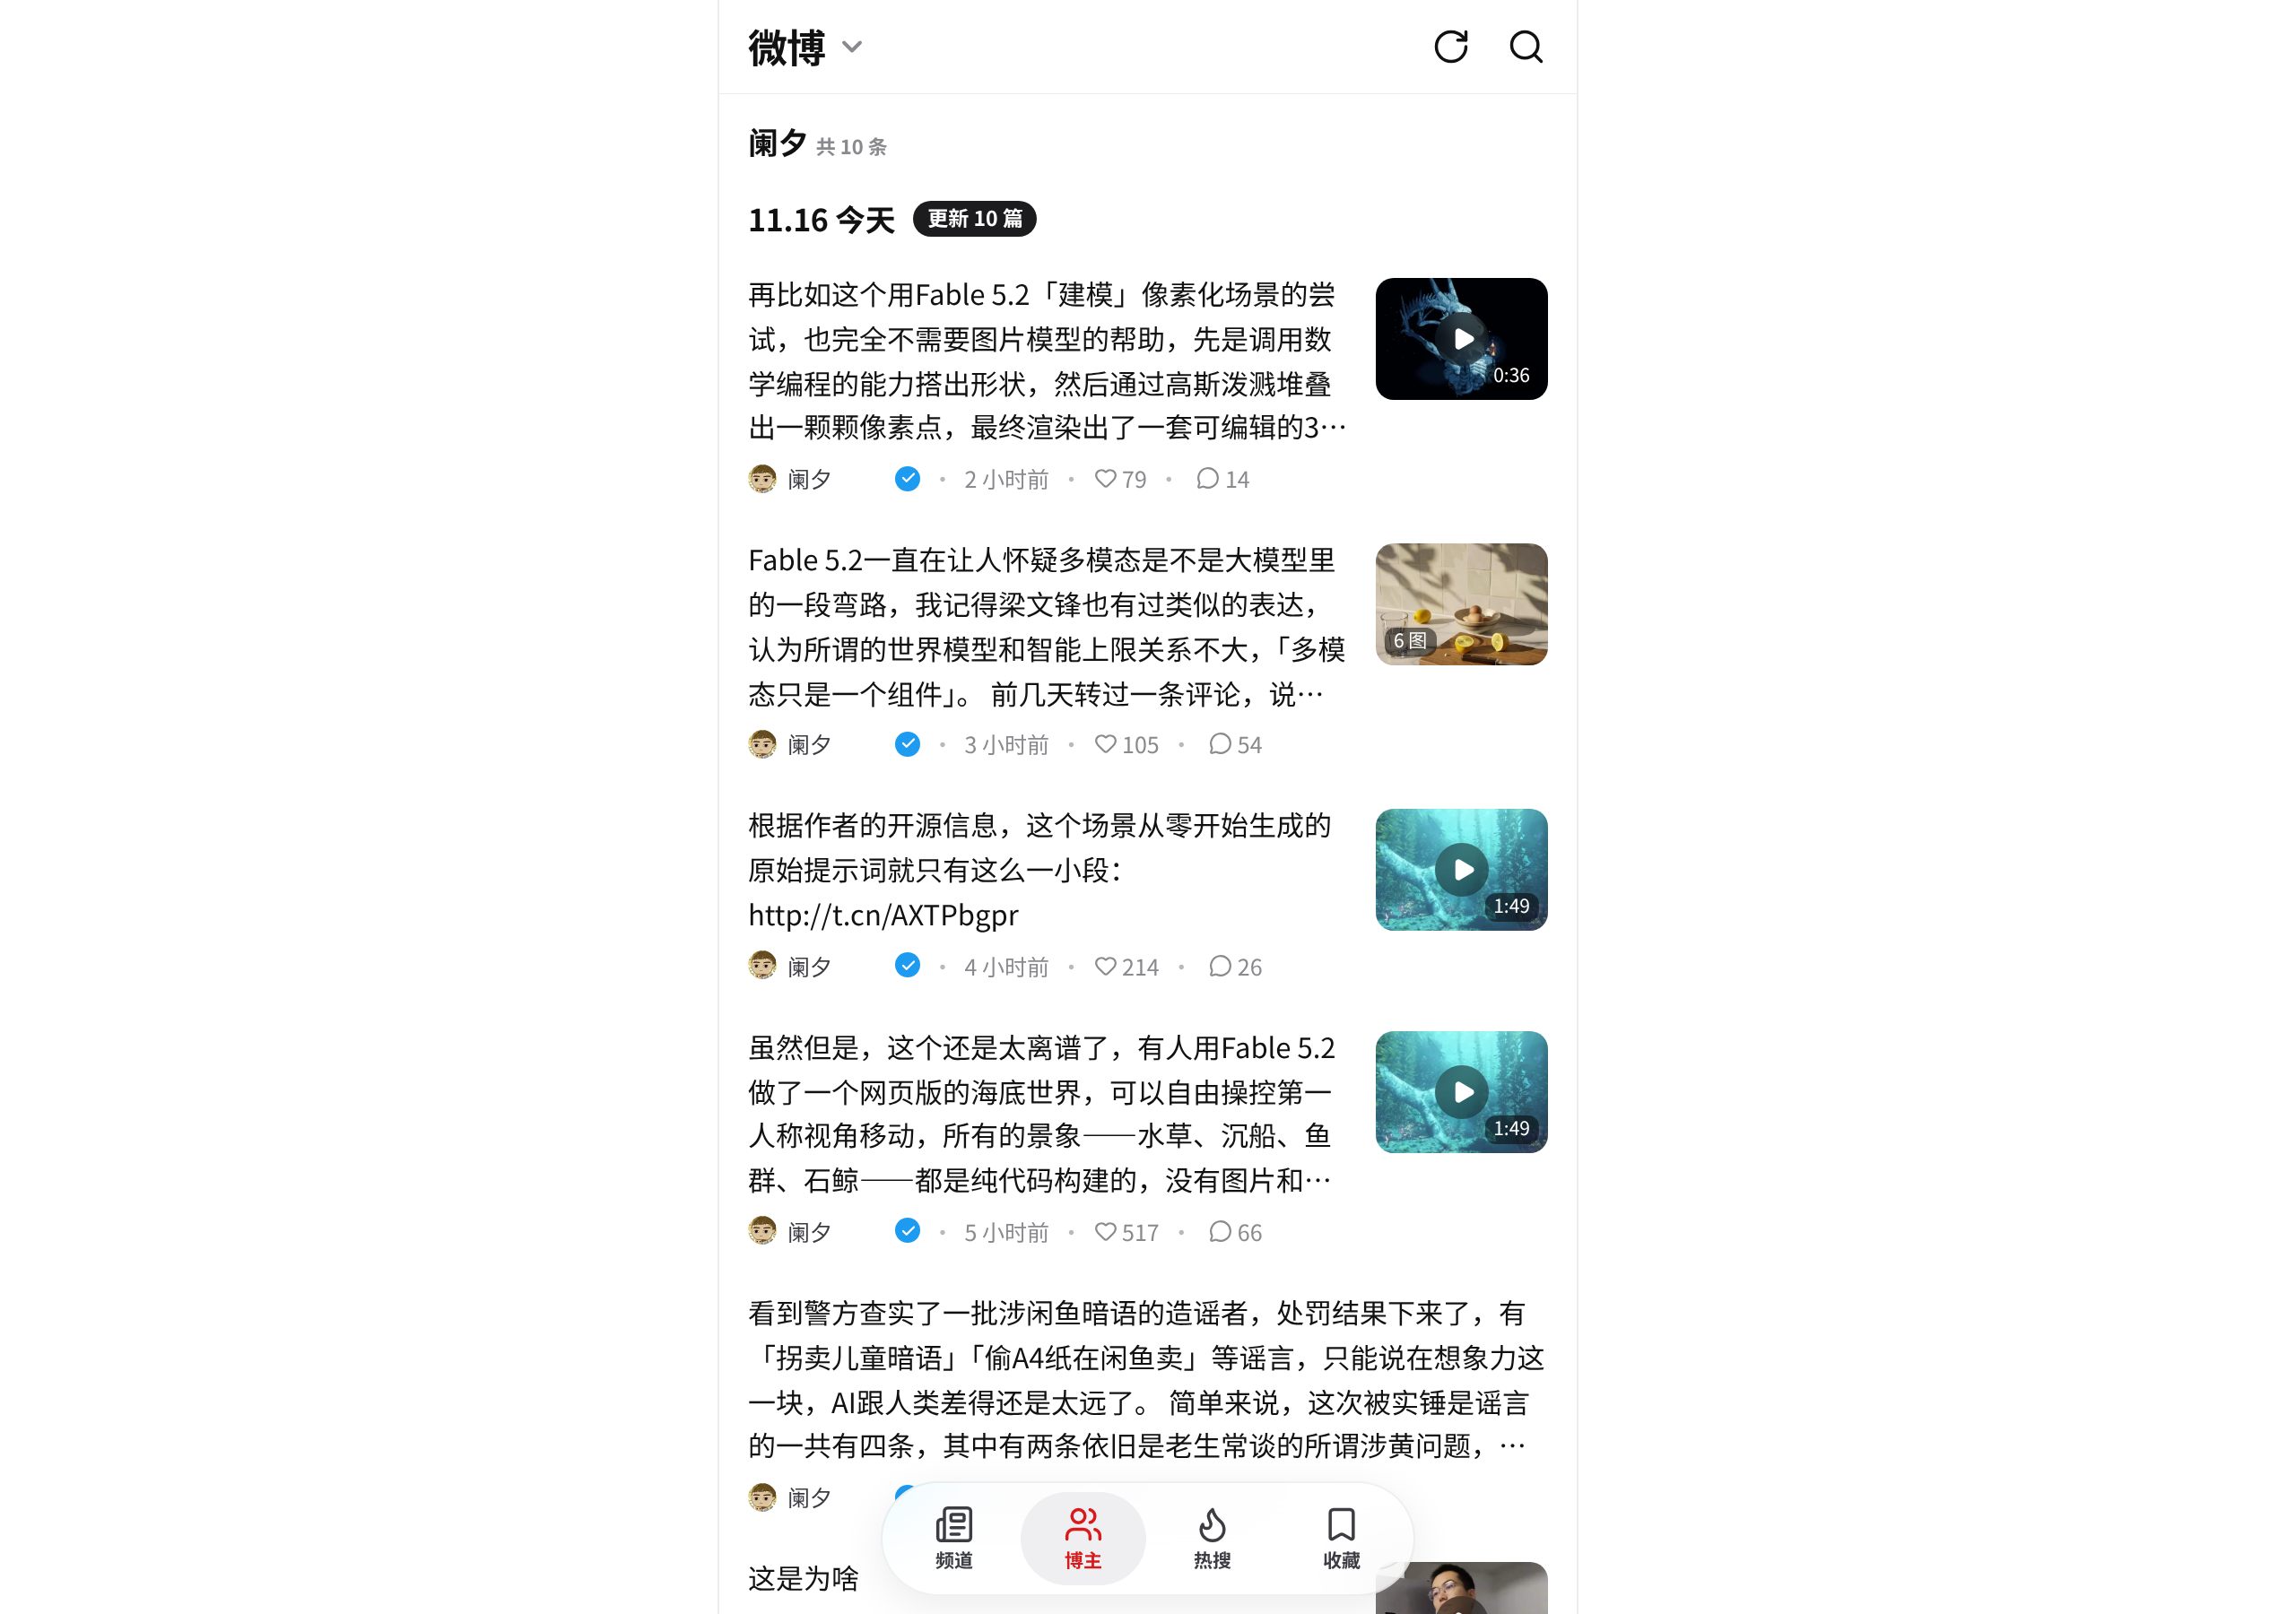 微博
阑夕 共 10 条
11.16 今天 更新 10 篇
再比如这个用Fable 5.2「建模」像素化场景的尝
试，也完全不需要图片模型的帮助，先是调用数
学编程的能力搭出形状，然后通过高斯泼溅堆叠
出一颗颗像素点，最终渲染出了一套可编辑的3…
0:36
阑夕 • 2 小时前 • 79 • 14
Fable 5.2一直在让人怀疑多模态是不是大模型里
的一段弯路，我记得梁文锋也有过类似的表达，
认为所谓的世界模型和智能上限关系不大，「多模
态只是一个组件」。 前几天转过一条评论，说…
6 图
阑夕 • 3 小时前 • 105 • 54
根据作者的开源信息，这个场景从零开始生成的
原始提示词就只有这么一小段：
http://t.cn/AXTPbgpr
1:49
阑夕 • 4 小时前 • 214 • 26
虽然但是，这个还是太离谱了，有人用Fable 5.2
做了一个网页版的海底世界，可以自由操控第一
人称视角移动，所有的景象——水草、沉船、鱼
群、石鲸——都是纯代码构建的，没有图片和…
1:49
阑夕 • 5 小时前 • 517 • 66
看到警方查实了一批涉闲鱼暗语的造谣者，处罚结果下来了，有
「拐卖儿童暗语」「偷A4纸在闲鱼卖」等谣言，只能说在想象力这
一块，AI跟人类差得还是太远了。 简单来说，这次被实锤是谣言
的一共有四条，其中有两条依旧是老生常谈的所谓涉黄问题，…
阑夕
这是为啥
频道 博主 热搜 收藏